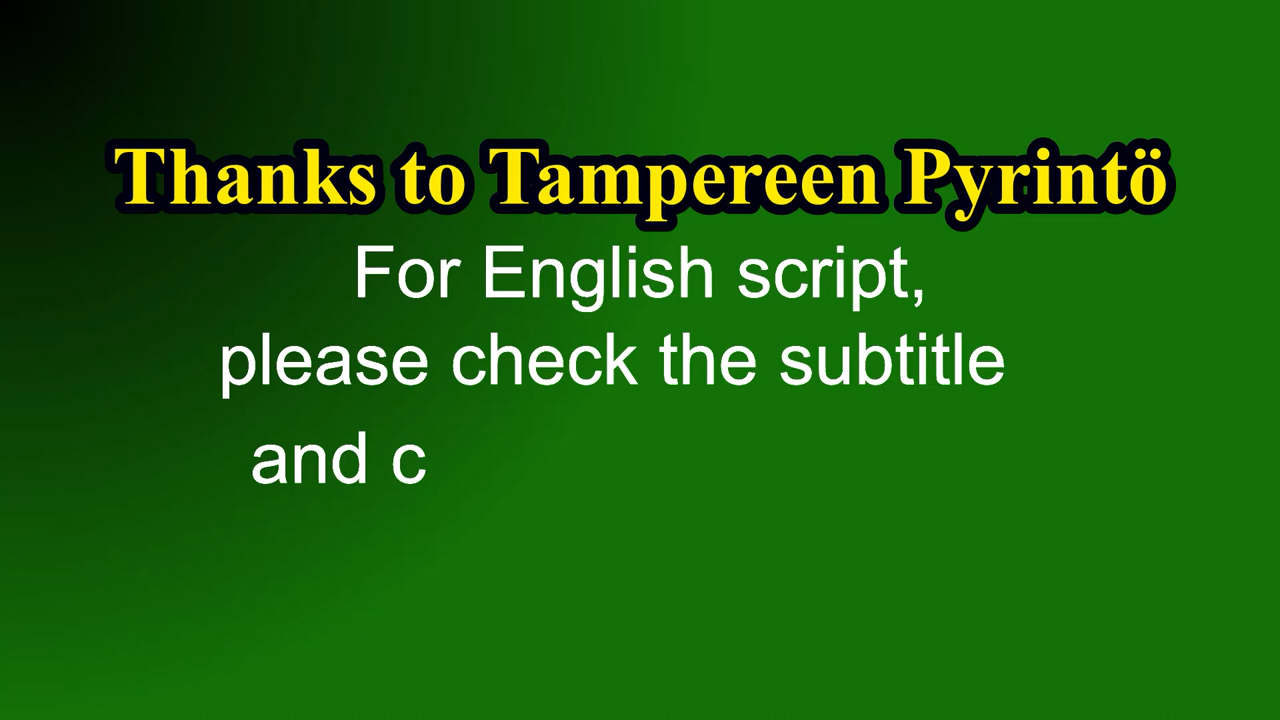 Thanks to Tampereen Pyrintö
For English script,
please check the subtitle
and c